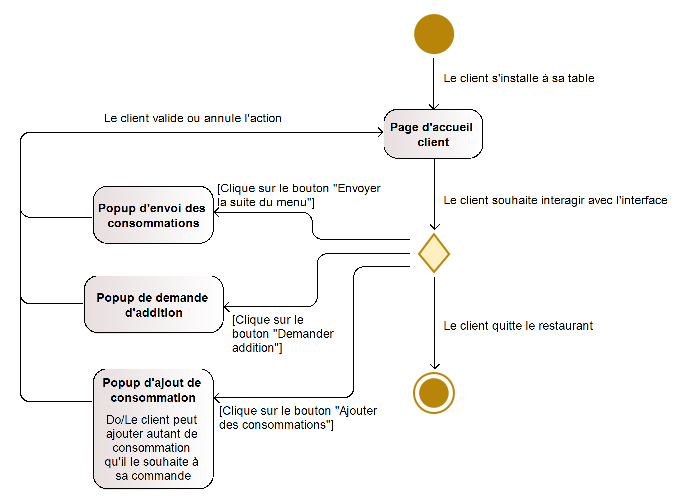 Le client s'installe à sa table
Le client valide ou annule l'action
Page d'accueil
client
[Clique sur le bouton "Envoyer
la suite du menu"]
Le client souhaite interagir avec l'interface
Popup d'envoi des
consommations
Popup de demande
d'addition
[Clique sur le
bouton "Demander
addition"]
Le client quitte le restaurant
Popup d'ajout de
consommation
Do/Le client peut
ajouter autant de
consommation
qu'il le souhaite à
sa commande
[Clique sur le bouton "Ajouter
des consommations"]